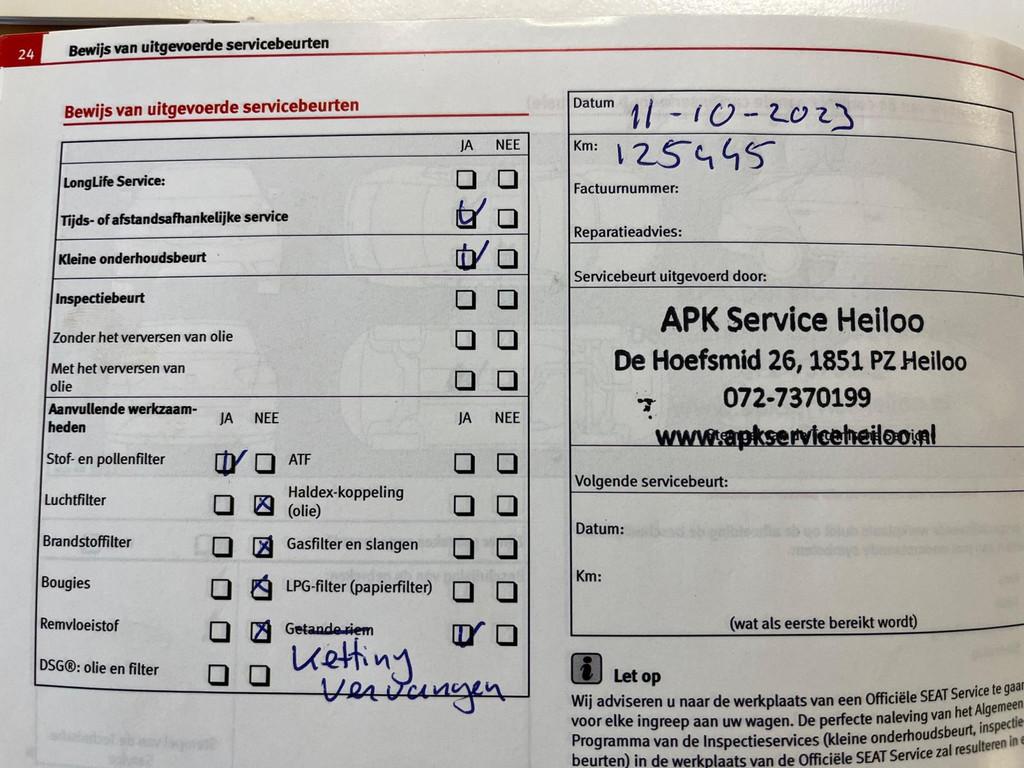 24 Bewijs van uitgevoerde servicebeurten
Bewijs van uitgevoerde servicebeurten
JA NEE
LongLife Service:
Tijds- of afstandsafhankelijke service
Kleine onderhoudsbeurt
Inspectiebeurt
Zonder het verversen van olie
Met het verversen van
olie
Aanvullende werkzaam-
heden
JA NEE
JA NEE
Stof- en pollenfilter
ATF
Luchtfilter
Haldex-koppeling
(olie)
Brandstoffilter
Gasfilter en slangen
Bougies
LPG-filter (papierfilter)
Remvloeistof
Getande riem
DSG®: olie en filter
Ketting
Vervangen
Datum 11-10-2023
Km: 125445
Factuurnummer:
Reparatieadvies:
Servicebeurt uitgevoerd door:
APK Service Heiloo
De Hoefsmid 26, 1851 PZ Heiloo
072-7370199
www.apkserviceheiloo.nl
Volgende servicebeurt:
Datum:
Km:
(wat als eerste bereikt wordt)
i Let op
Wij adviseren u naar de werkplaats van een Officiële SEAT Service te gaan
voor elke ingreep aan uw wagen. De perfecte naleving van het Algemeen
Programma van de Inspectieservices (kleine onderhoudsbeurt, inspectie-
beurten) in de werkplaats van de Officiële SEAT Service zal resulteren in